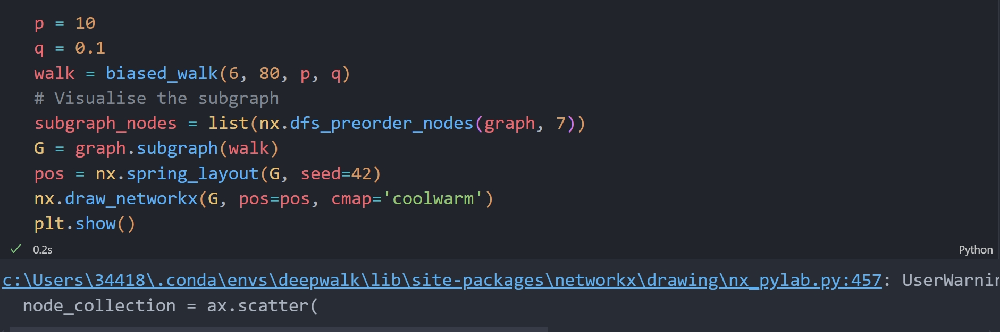 p = 10
q = 0.1
walk = biased_walk(6, 80, p, q)
# Visualise the subgraph
subgraph_nodes = list(nx.dfs_preorder_nodes(graph, 7))
G = graph.subgraph(walk)
pos = nx.spring_layout(G, seed=42)
nx.draw_networkx(G, pos=pos, cmap='coolwarm')
plt.show()
0.2s Python
c:\Users\34418\.conda\envs\deepwalk\lib\site-packages\networkx\drawing\nx_pylab.py:457: UserWarnin
node_collection = ax.scatter(